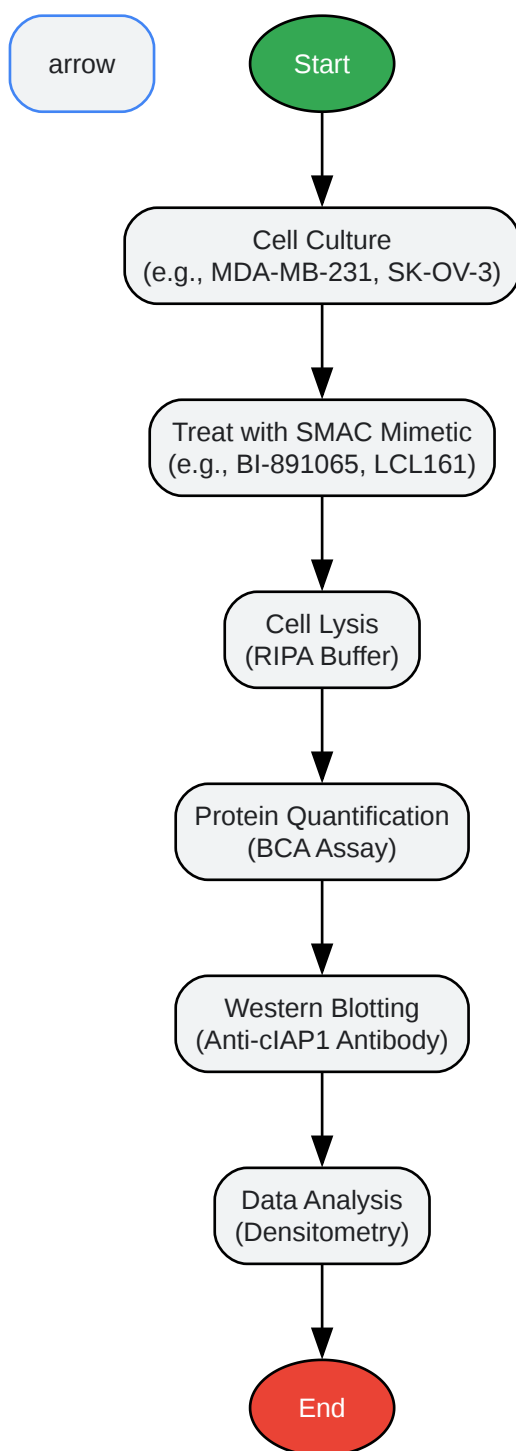 arrow
Start
Cell Culture
(e.g., MDA-MB-231, SK-OV-3)
Treat with SMAC Mimetic
(e.g., BI-891065, LCL161)
Cell Lysis
(RIPA Buffer)
Protein Quantification
(BCA Assay)
Western Blotting
(Anti-cIAP1 Antibody)
Data Analysis
(Densitometry)
End